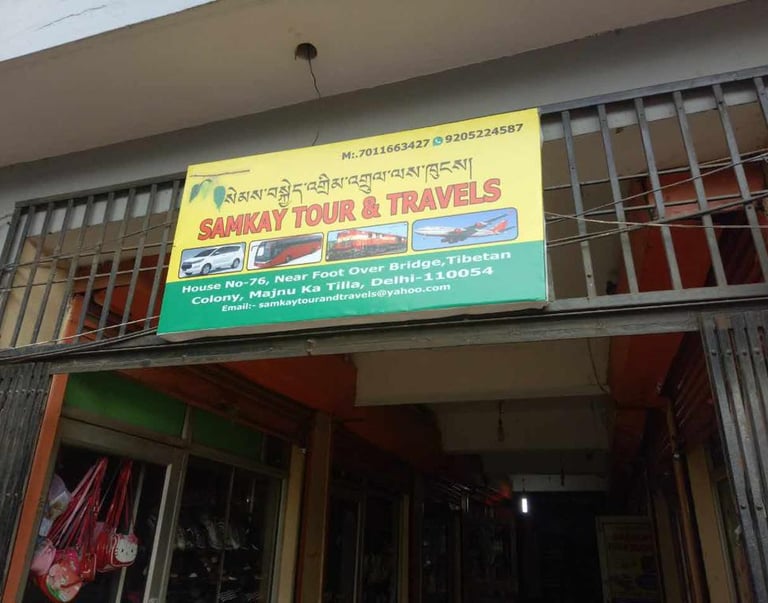 M:.7011663427 9205224587
སེམས་བསྐྱེད་འགྲིམ་འགྲུལ་ལས་ཁུངས།
SAMKAY TOUR & TRAVELS
House No-76, Near Foot Over Bridge,Tibetan
Colony, Majnu Ka Tilla, Delhi-110054
Email:- samkaytourandtravels@yahoo.com